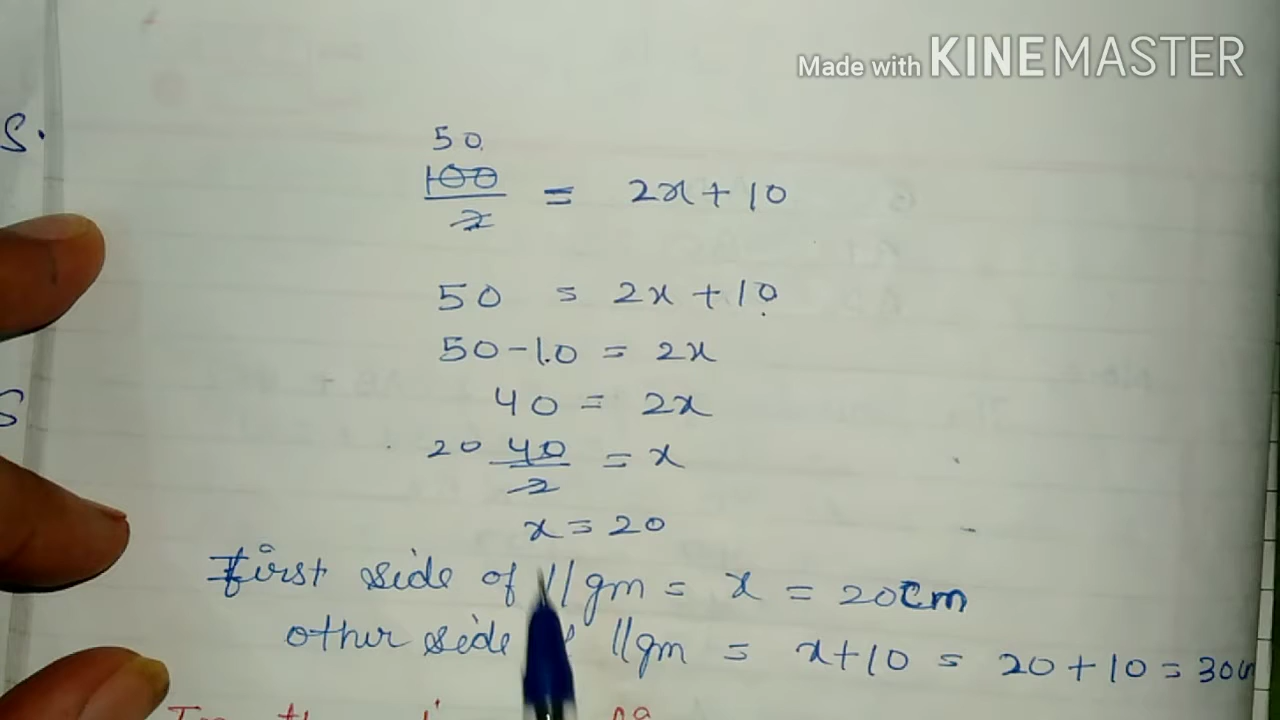 Made with KINEMASTER
S.
50
100/2 = 2x+10
50 = 2x+10
50-10 = 2x
40 = 2x
S
20 40/2 = x
x = 20
First side of ||gm = x = 20cm
other side ||gm = x+10 = 20+10 = 30